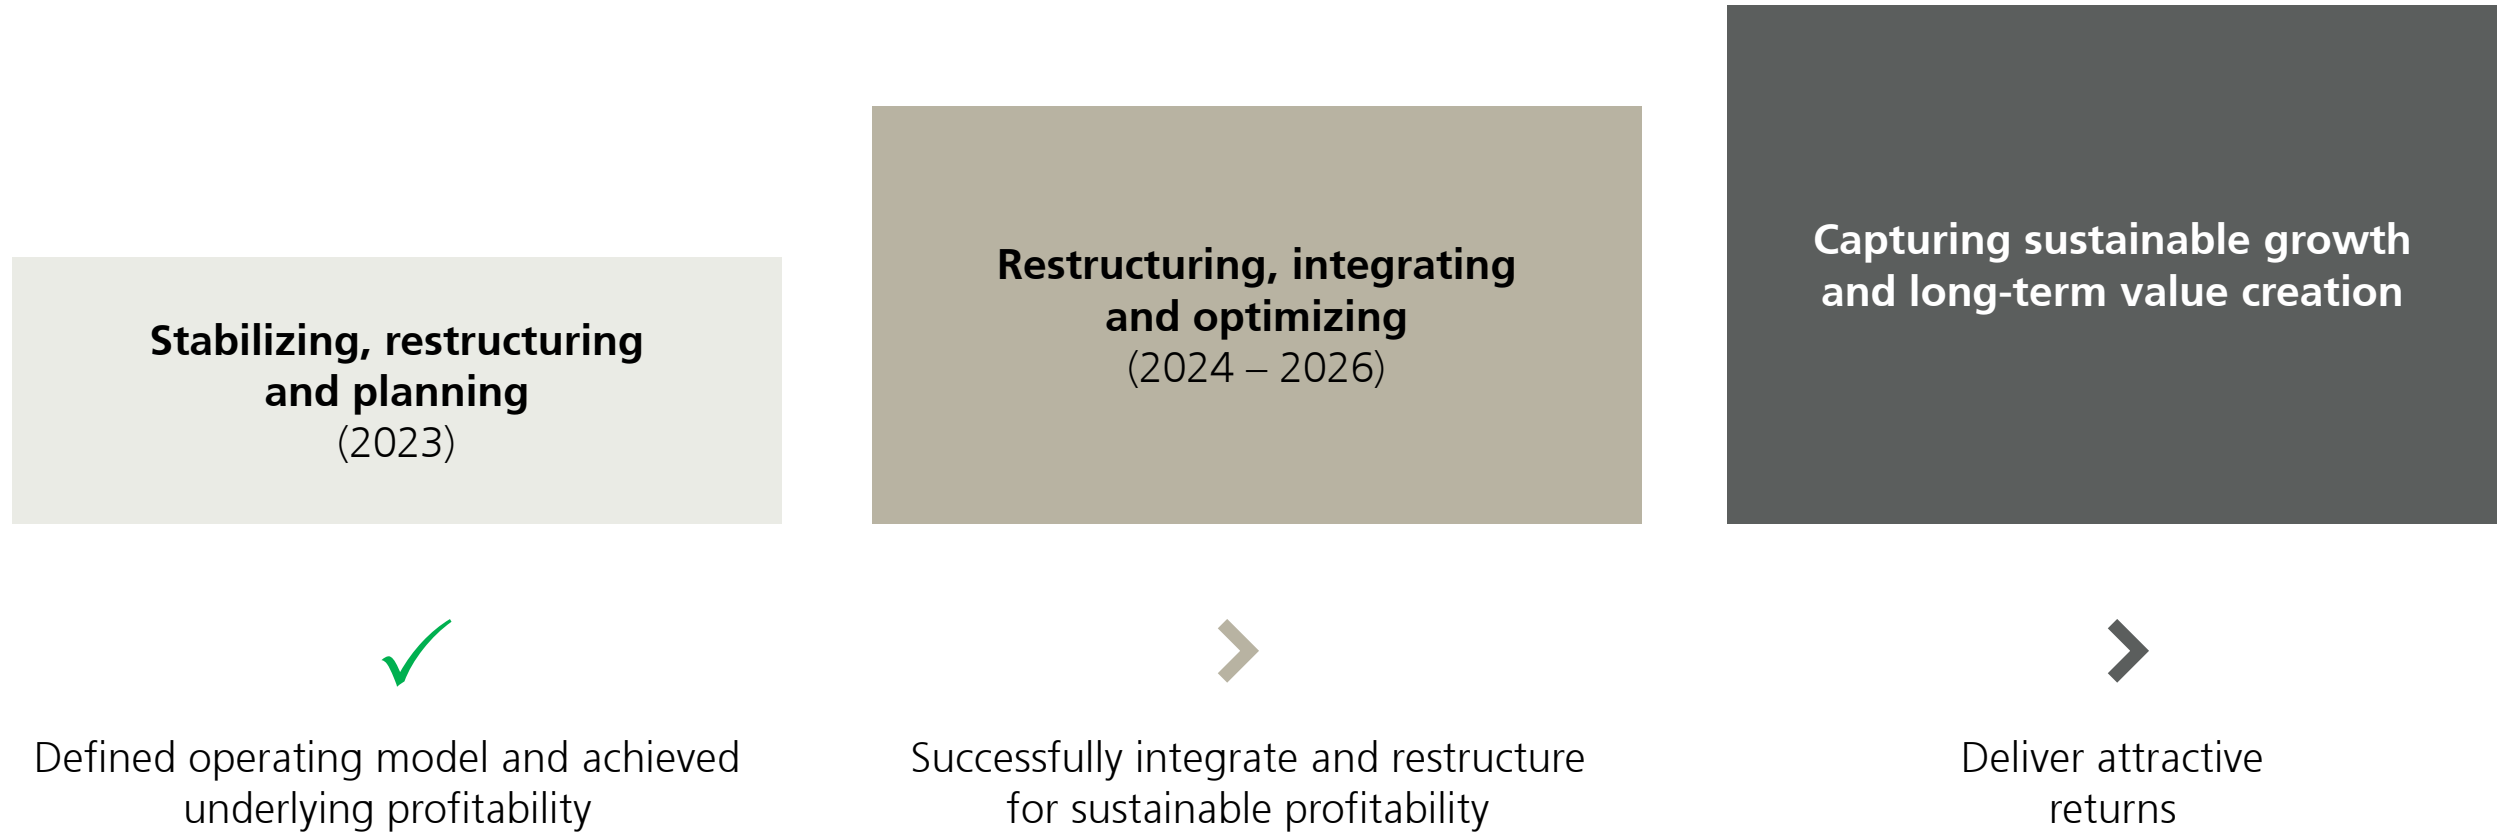 Stabilizing, restructuring
and planning
(2023)
Restructuring, integrating
and optimizing
(2024 – 2026)
Capturing sustainable growth
and long-term value creation
Defined operating model and achieved
underlying profitability
Successfully integrate and restructure
for sustainable profitability
Deliver attractive
returns